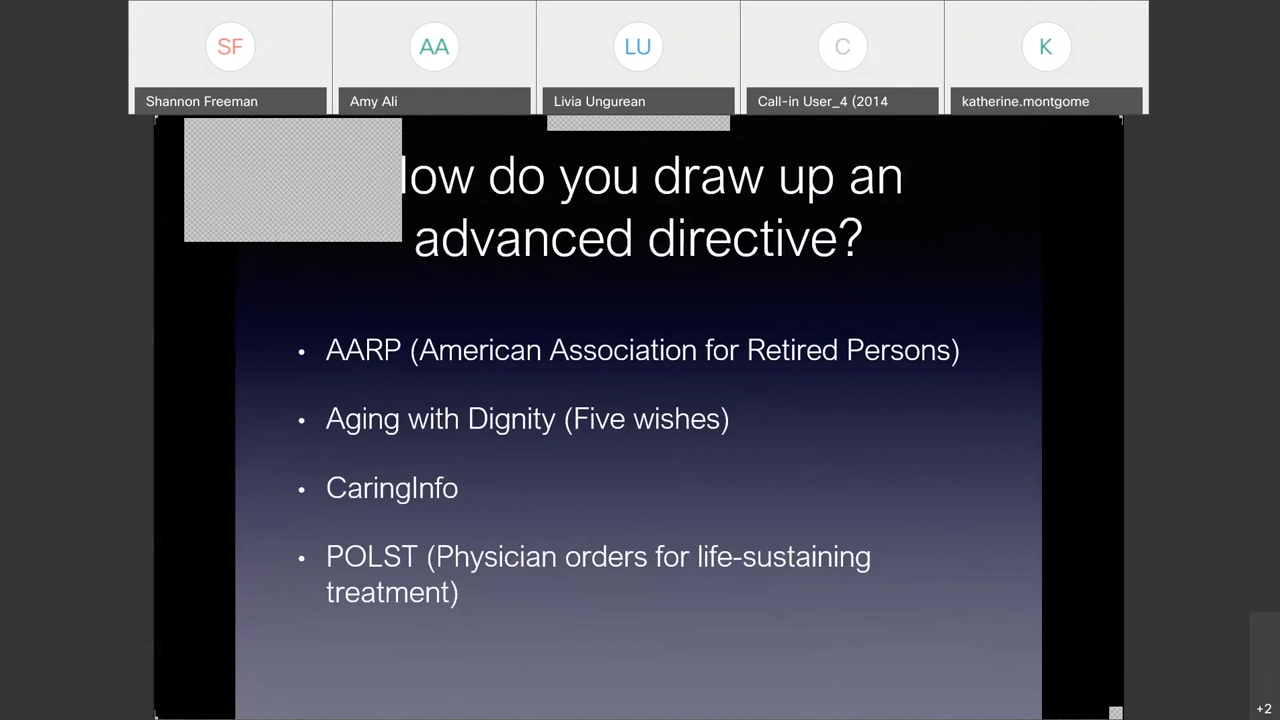 SF
AA
LU
C
K
Shannon Freeman
Amy Ali
Livia Ungurean
Call-in User_4 (2014
katherine.montgome
do you draw up an
advanced directive?
• AARP (American Association for Retired Persons)
• Aging with Dignity (Five wishes)
• CaringInfo
• POLST (Physician orders for life-sustaining
treatment)
+2